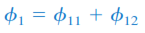 ϕ₁ = ϕ₁₁ + ϕ₁₂